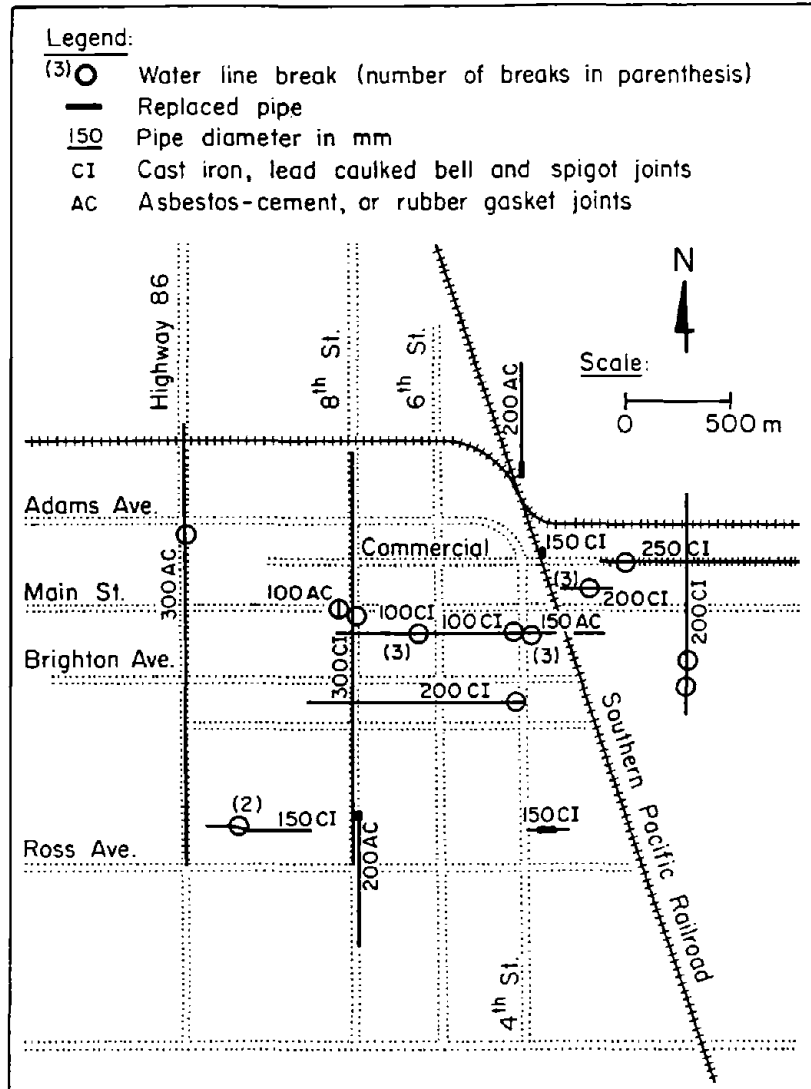 Legend:
(3) Water line break (number of breaks in parenthesis)
Replaced pipe
150 Pipe diameter in mm
CI Cast iron, lead caulked bell and spigot joints
AC Asbestos-cement, or rubber gasket joints
Highway 86
8th St.
6th St.
200 AC
N
Scale:
0 500 m
Adams Ave.
Commercial
150 CI
250 CI
300 AC
Main St.
100 AC
(3)
200 CI
100 CI
100 CI
150 AC
(3)
(3)
200 CI
Brighton Ave.
300 CI
200 CI
Southern Pacific Railroad
(2)
150 CI
150 CI
Ross Ave.
200 AC
4th St.